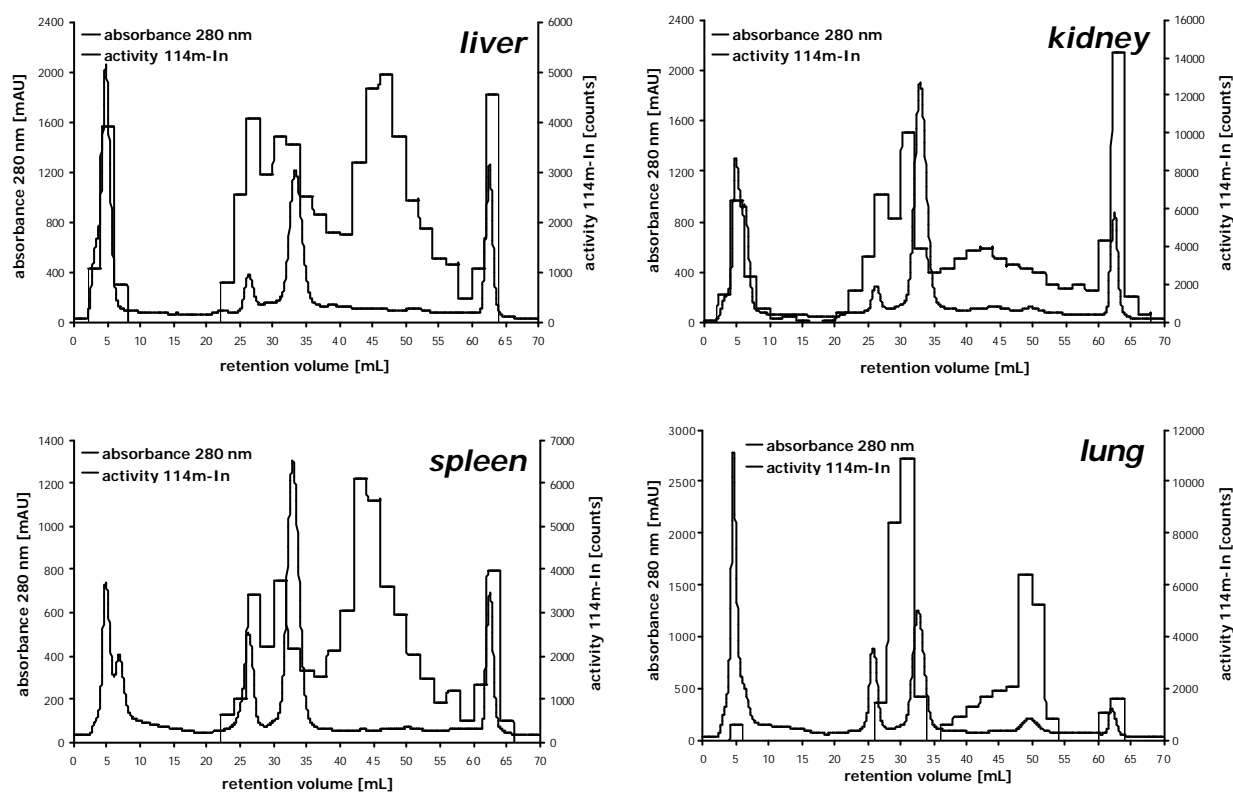 liver
absorbance 280 nm
activity 114m-In
absorbance 280 nm [mAU]
2400
2000
1600
1200
800
400
0
6000
5000
4000
3000
2000
1000
0
activity 114m-In [counts]
0 5 10 15 20 25 30 35 40 45 50 55 60 65 70
retention volume [mL]
kidney
absorbance 280 nm
activity 114m-In
absorbance 280 nm [mAU]
2400
2000
1600
1200
800
400
0
16000
14000
12000
10000
8000
6000
4000
2000
0
activity 114m-In [counts]
0 5 10 15 20 25 30 35 40 45 50 55 60 65 70
retention volume [mL]
spleen
absorbance 280 nm
activity 114m-In
absorbance 280 nm [mAU]
1400
1200
1000
800
600
400
200
0
7000
6000
5000
4000
3000
2000
1000
0
activity 114m-In [counts]
0 5 10 15 20 25 30 35 40 45 50 55 60 65 70
retention volume [mL]
lung
absorbance 280 nm
activity 114m-In
absorbance 280 nm [mAU]
3000
2500
2000
1500
1000
500
0
12000
10000
8000
6000
4000
2000
0
activity 114m-In [counts]
0 5 10 15 20 25 30 35 40 45 50 55 60 65 70
retention volume [mL]